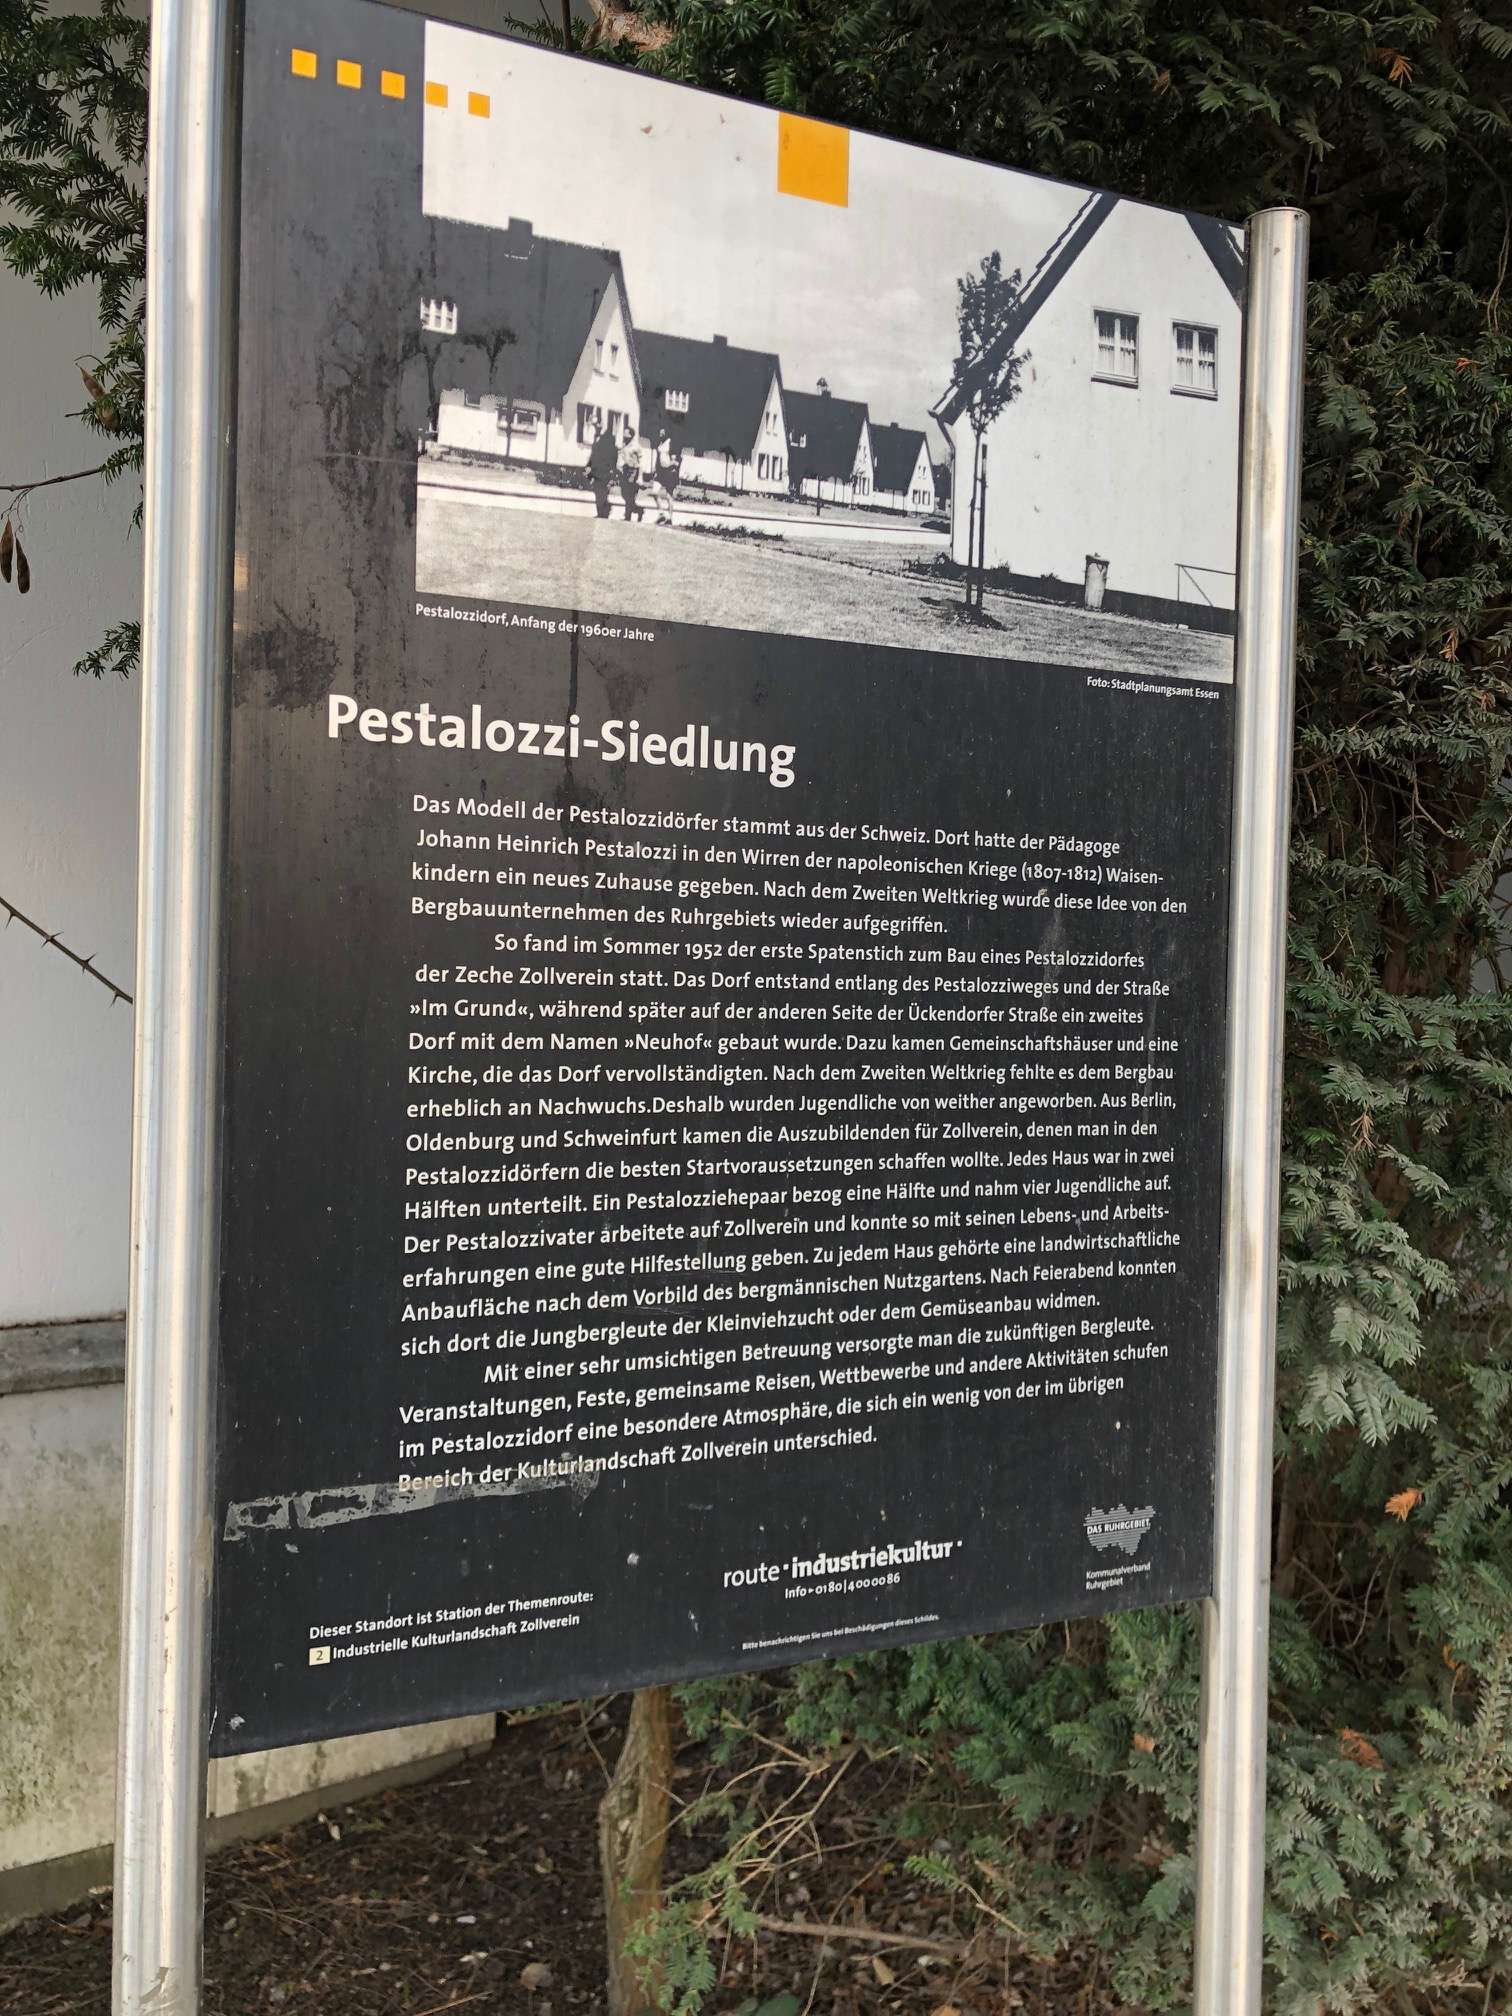 Pestalozzidorf, Anfang der 1960er Jahre
Foto: Stadtplanungsamt Essen
Pestalozzi-Siedlung
Das Modell der Pestalozzidörfer stammt aus der Schweiz. Dort hatte der Pädagoge
Johann Heinrich Pestalozzi in den Wirren der napoleonischen Kriege (1807-1812) Waisen-
kindern ein neues Zuhause gegeben. Nach dem Zweiten Weltkrieg wurde diese Idee von den
Bergbauunternehmen des Ruhrgebiets wieder aufgegriffen.
So fand im Sommer 1952 der erste Spatenstich zum Bau eines Pestalozzidorfes
der Zeche Zollverein statt. Das Dorf entstand entlang des Pestalozziweges und der Straße
»Im Grund«, während später auf der anderen Seite der Ückendorfer Straße ein zweites
Dorf mit dem Namen »Neuhof« gebaut wurde. Dazu kamen Gemeinschaftshäuser und eine
Kirche, die das Dorf vervollständigten. Nach dem Zweiten Weltkrieg fehlte es dem Bergbau
erheblich an Nachwuchs.Deshalb wurden Jugendliche von weither angeworben. Aus Berlin,
Oldenburg und Schweinfurt kamen die Auszubildenden für Zollverein, denen man in den
Pestalozzidörfern die besten Startvoraussetzungen schaffen wollte. Jedes Haus war in zwei
Hälften unterteilt. Ein Pestalozziehepaar bezog eine Hälfte und nahm vier Jugendliche auf.
Der Pestalozzivater arbeitete auf Zollverein und konnte so mit seinen Lebens- und Arbeits-
erfahrungen eine gute Hilfestellung geben. Zu jedem Haus gehörte eine landwirtschaftliche
Anbaufläche nach dem Vorbild des bergmännischen Nutzgartens. Nach Feierabend konnten
sich dort die Jungbergleute der Kleinviehzucht oder dem Gemüseanbau widmen.
Mit einer sehr umsichtigen Betreuung versorgte man die zukünftigen Bergleute.
Veranstaltungen, Feste, gemeinsame Reisen, Wettbewerbe und andere Aktivitäten schufen
im Pestalozzidorf eine besondere Atmosphäre, die sich ein wenig von der im übrigen
Bereich der Kulturlandschaft Zollverein unterschied.
Dieser Standort ist Station der Themenroute:
2 Industrielle Kulturlandschaft Zollverein
route • industriekultur •
Info • 0180|4000086
Bitte benachrichtigen Sie uns bei Beschädigungen dieses Schildes.
DAS RUHRGEBIET
Kommunalverband
Ruhrgebiet